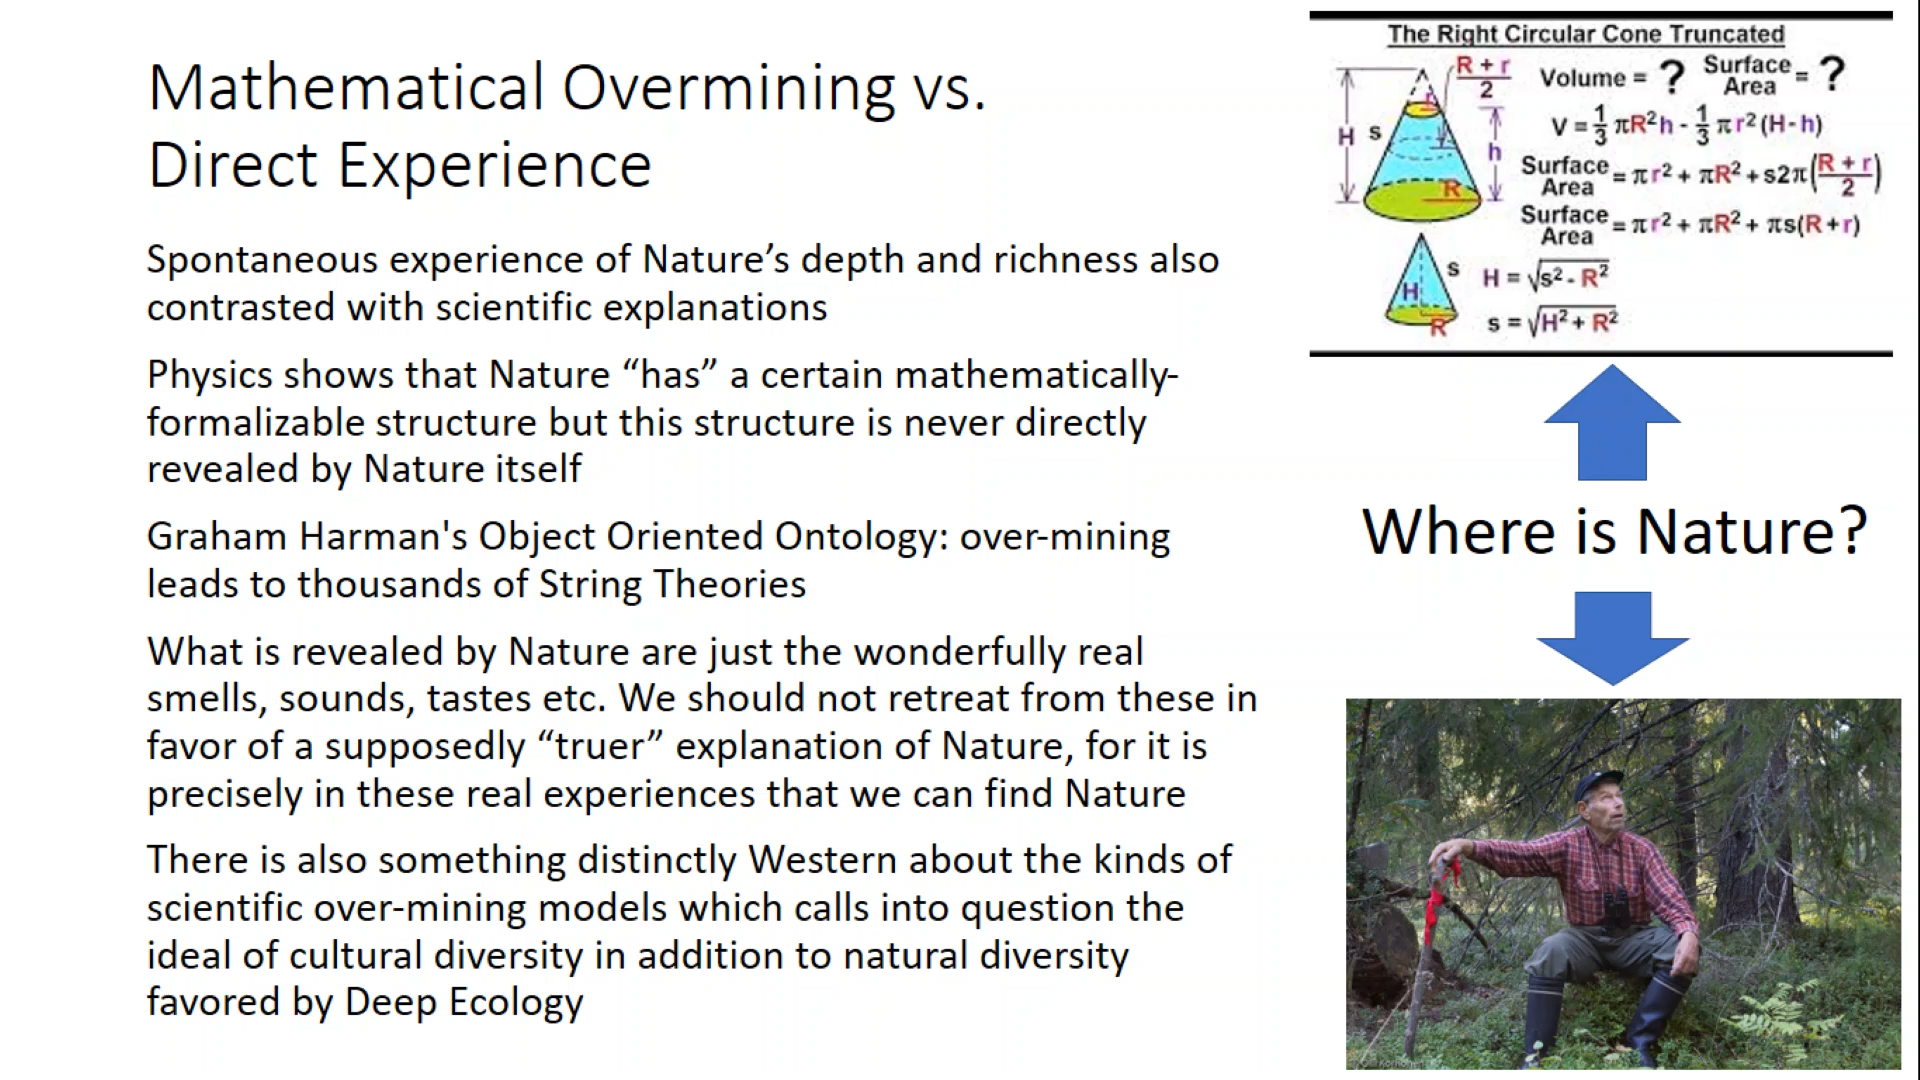 Mathematical Overmining vs.
Direct Experience
Spontaneous experience of Nature’s depth and richness also
contrasted with scientific explanations
Physics shows that Nature “has” a certain mathematically-
formalizable structure but this structure is never directly
revealed by Nature itself
Graham Harman's Object Oriented Ontology: over-mining
leads to thousands of String Theories
What is revealed by Nature are just the wonderfully real
smells, sounds, tastes etc. We should not retreat from these in
favor of a supposedly “truer” explanation of Nature, for it is
precisely in these real experiences that we can find Nature
There is also something distinctly Western about the kinds of
scientific over-mining models which calls into question the
ideal of cultural diversity in addition to natural diversity
favored by Deep Ecology
The Right Circular Cone Truncated
R + r
2
r
H
s
h
R
Volume = ? Surface Area = ?
V = 1/3 πR²h - 1/3 πr²(H-h)
Surface Area = πr² + πR² + s2π(R + r / 2)
Surface Area = πr² + πR² + πs(R+r)
s
H
R
H = √s² - R²
s = √H² + R²
Where is Nature?